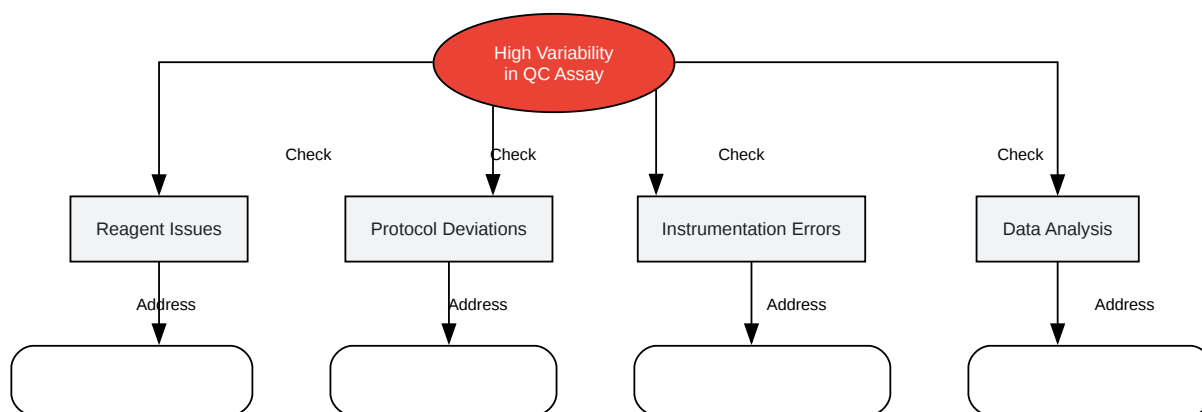 High Variability
in QC Assay
Check
Check
Check
Check
Reagent Issues
Protocol Deviations
Instrumentation Errors
Data Analysis
Address
Address
Address
Address